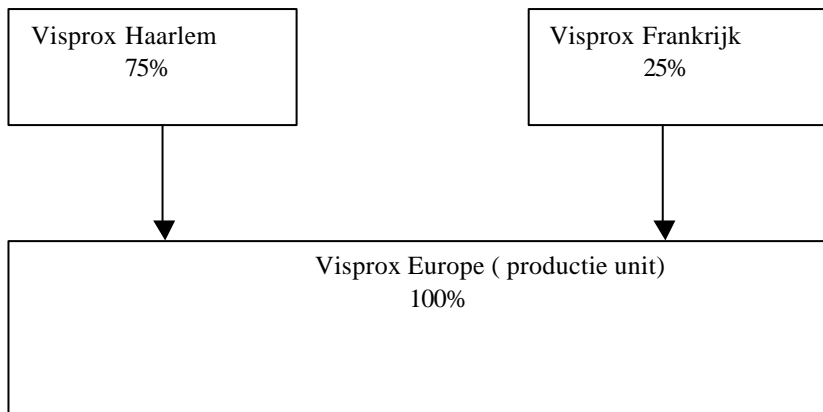 Visprox Haarlem
75%
Visprox Frankrijk
25%
Visprox Europe ( productie unit)
100%